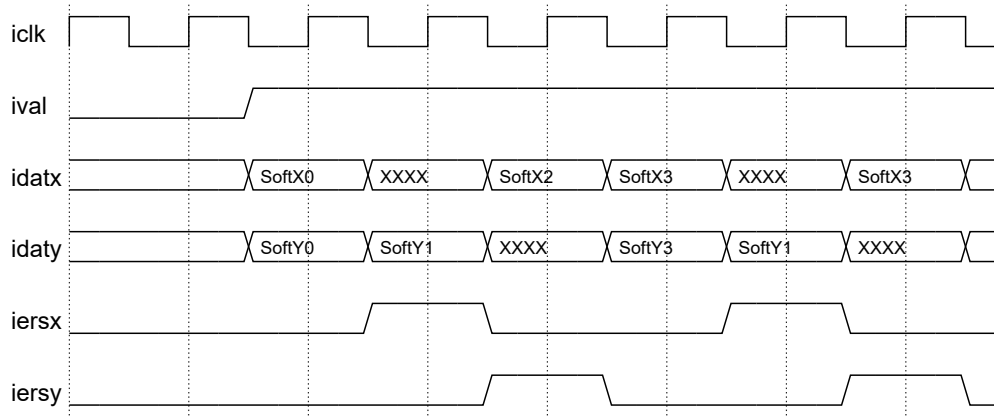 iclk
ival
idatx SoftX0 XXXX SoftX2 SoftX3 XXXX SoftX3
idaty SoftY0 SoftY1 XXXX SoftY3 SoftY1 XXXX
iersx
iersy